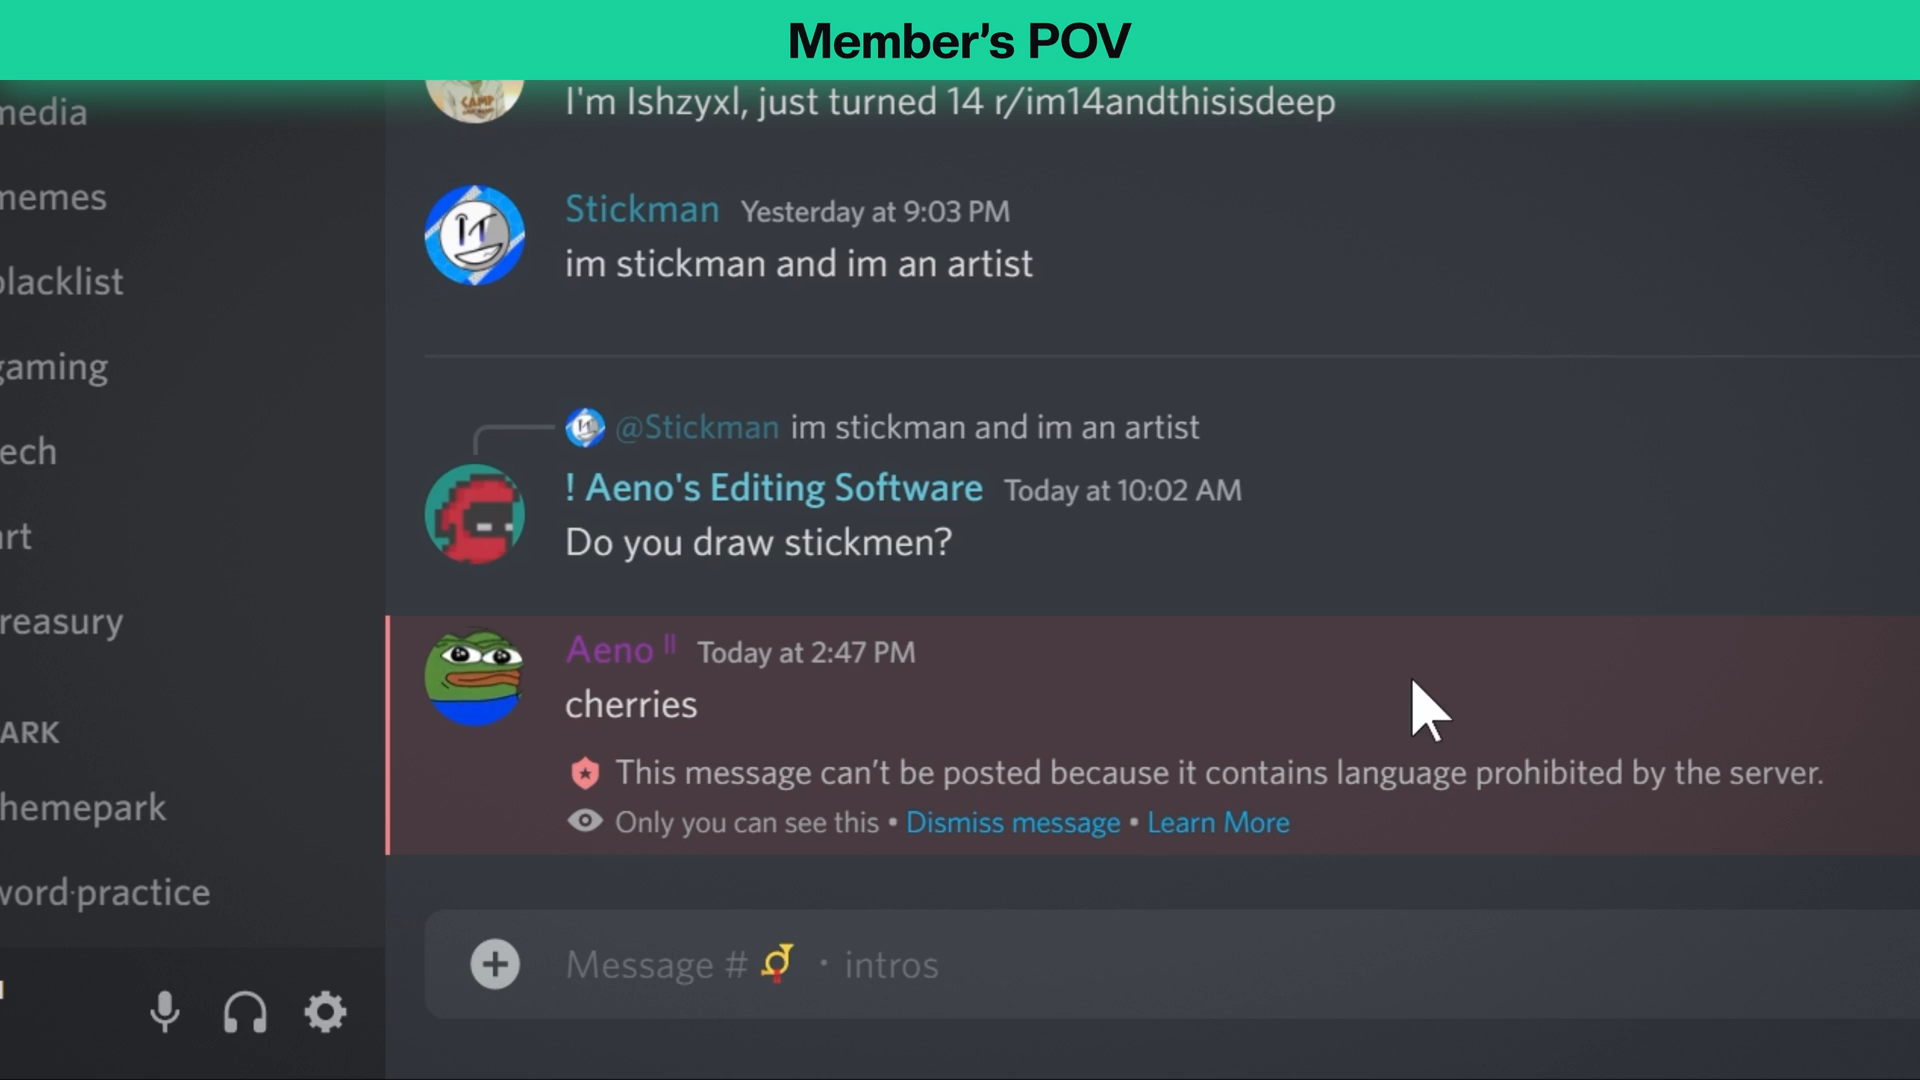 Member’s POV
media
memes
blacklist
gaming
tech
art
treasury
ARK
themepark
word·practice
CAMP
I'm Ishzyxl, just turned 14 r/im14andthisisdeep
Stickman Yesterday at 9:03 PM
im stickman and im an artist
@Stickman im stickman and im an artist
! Aeno's Editing Software Today at 10:02 AM
Do you draw stickmen?
Aeno II Today at 2:47 PM
cherries
This message can’t be posted because it contains language prohibited by the server.
Only you can see this • Dismiss message • Learn More
Message # 📯 · intros